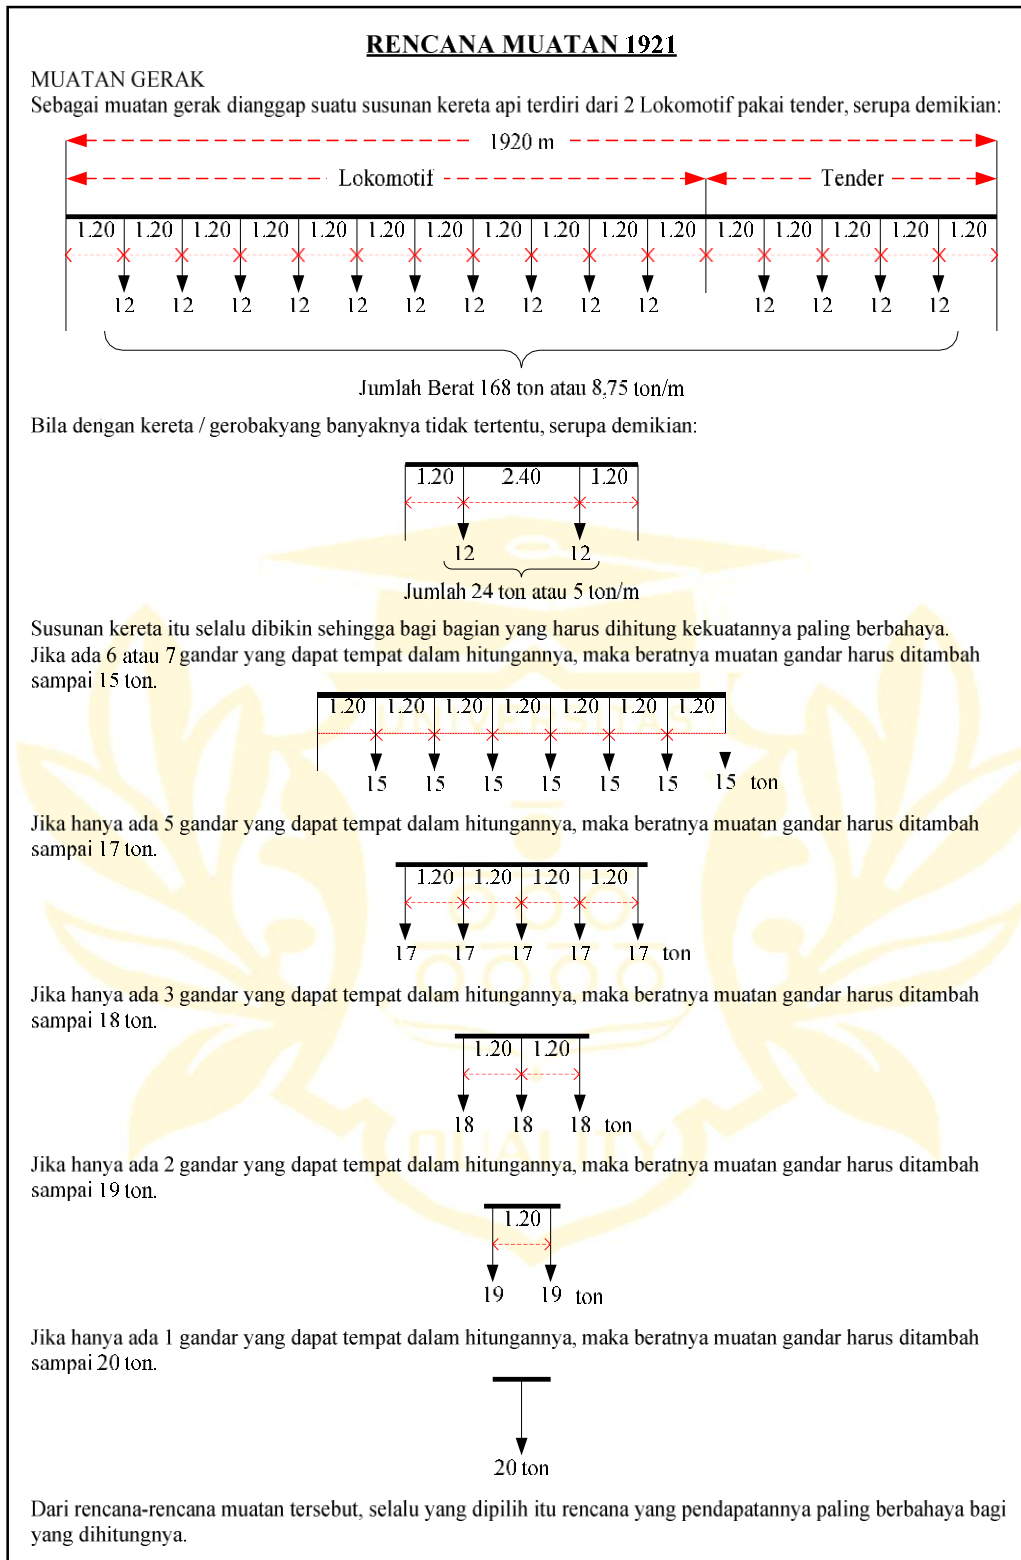 RENCANA MUATAN 1921
MUATAN GERAK
Sebagai muatan gerak dianggap suatu susunan kereta api terdiri dari 2 Lokomotif pakai tender, serupa demikian:
1920 m
Lokomotif Tender
1.20 1.20 1.20 1.20 1.20 1.20 1.20 1.20 1.20 1.20 1.20 1.20 1.20 1.20 1.20 1.20
12 12 12 12 12 12 12 12 12 12 12 12 12 12
Jumlah Berat 168 ton atau 8,75 ton/m
Bila dengan kereta / gerobakyang banyaknya tidak tertentu, serupa demikian:
1.20 2.40 1.20
12 12
Jumlah 24 ton atau 5 ton/m
Susunan kereta itu selalu dibikin sehingga bagi bagian yang harus dihitung kekuatannya paling berbahaya.
Jika ada 6 atau 7 gandar yang dapat tempat dalam hitungannya, maka beratnya muatan gandar harus ditambah
sampai 15 ton.
1.20 1.20 1.20 1.20 1.20 1.20 1.20
UNIVERSITAS
15 15 15 15 15 15 15 ton
Jika hanya ada 5 gandar yang dapat tempat dalam hitungannya, maka beratnya muatan gandar harus ditambah
sampai 17 ton.
1.20 1.20 1.20 1.20
17 17 17 17 17 ton
Jika hanya ada 3 gandar yang dapat tempat dalam hitungannya, maka beratnya muatan gandar harus ditambah
sampai 18 ton.
1.20 1.20
18 18 18 ton
QUALITY
Jika hanya ada 2 gandar yang dapat tempat dalam hitungannya, maka beratnya muatan gandar harus ditambah
sampai 19 ton.
1.20
19 19 ton
Jika hanya ada 1 gandar yang dapat tempat dalam hitungannya, maka beratnya muatan gandar harus ditambah
sampai 20 ton.
20 ton
Dari rencana-rencana muatan tersebut, selalu yang dipilih itu rencana yang pendapatannya paling berbahaya bagi
yang dihitungnya.